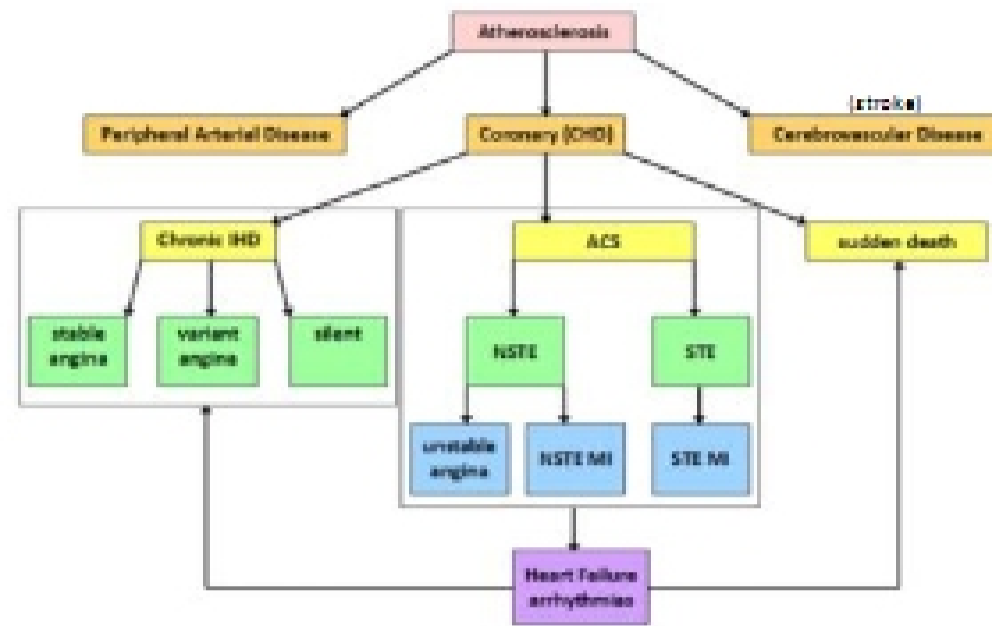 Atherosclerosis
(stroke)
Peripheral Arterial Disease
Coronary (CHD)
Cerebrovascular Disease
Chronic IHD
ACS
sudden death
stable
angina
variant
angina
silent
NSTE
STE
unstable
angina
NSTE MI
STE MI
Heart Failure
arrhythmias